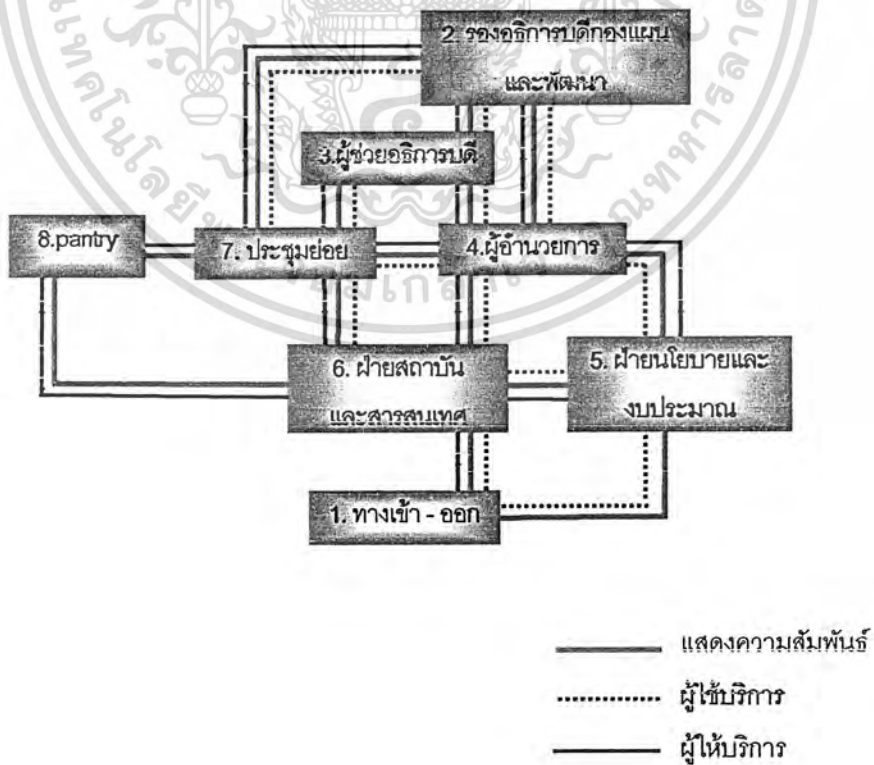 2. รองอธิการบดีกองแผน
และพัฒนา
3.ผู้ช่วยอธิการบดี
8.pantry
7. ประชุมย่อย
4.ผู้อำนวยการ
6. ฝ่ายสถาบัน
และสารสนเทศ
5. ฝ่ายนโยบายและ
งบประมาณ
1. ทางเข้า - ออก
แสดงความสัมพันธ์
ผู้ใช้บริการ
ผู้ให้บริการ